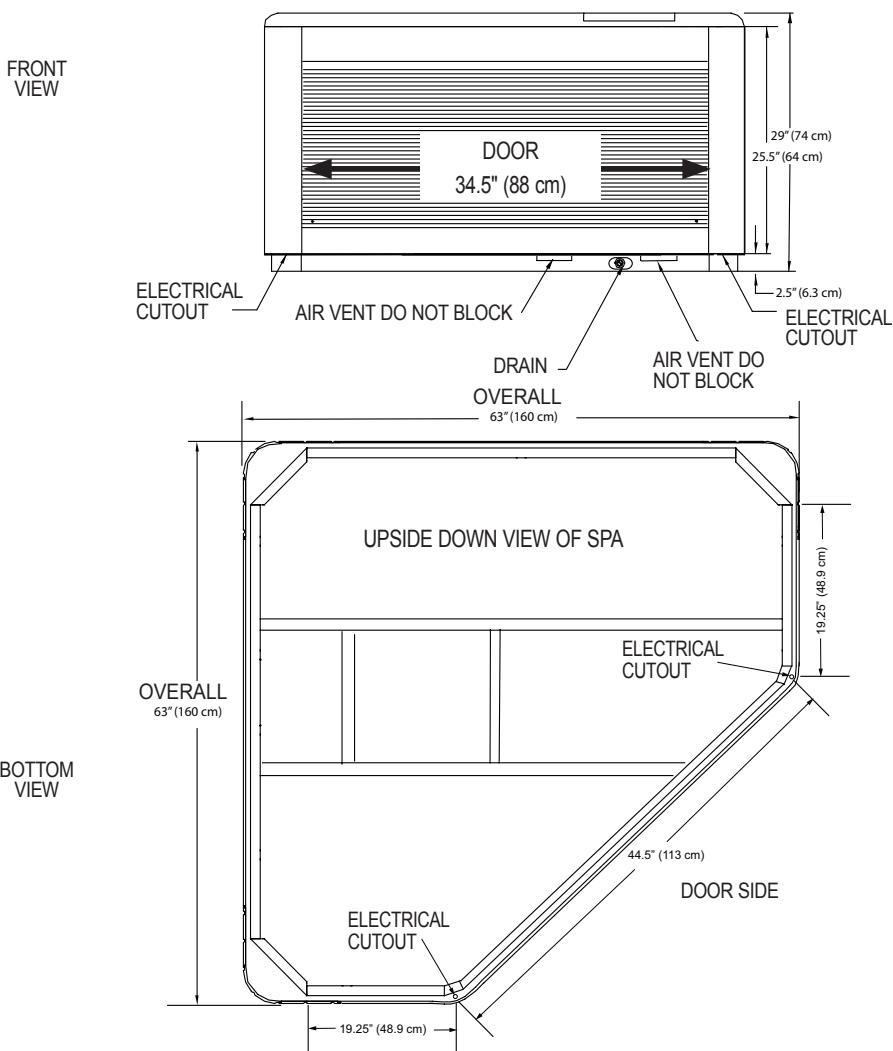 FRONT
VIEW
DOOR
34.5" (88 cm)
29" (74 cm)
25.5" (64 cm)
2.5" (6.3 cm)
ELECTRICAL
CUTOUT
AIR VENT DO NOT BLOCK
DRAIN
AIR VENT DO
NOT BLOCK
ELECTRICAL
CUTOUT
OVERALL
63" (160 cm)
UPSIDE DOWN VIEW OF SPA
19.25" (48.9 cm)
ELECTRICAL
CUTOUT
OVERALL
63" (160 cm)
BOTTOM
VIEW
44.5" (113 cm)
DOOR SIDE
ELECTRICAL
CUTOUT
19.25" (48.9 cm)